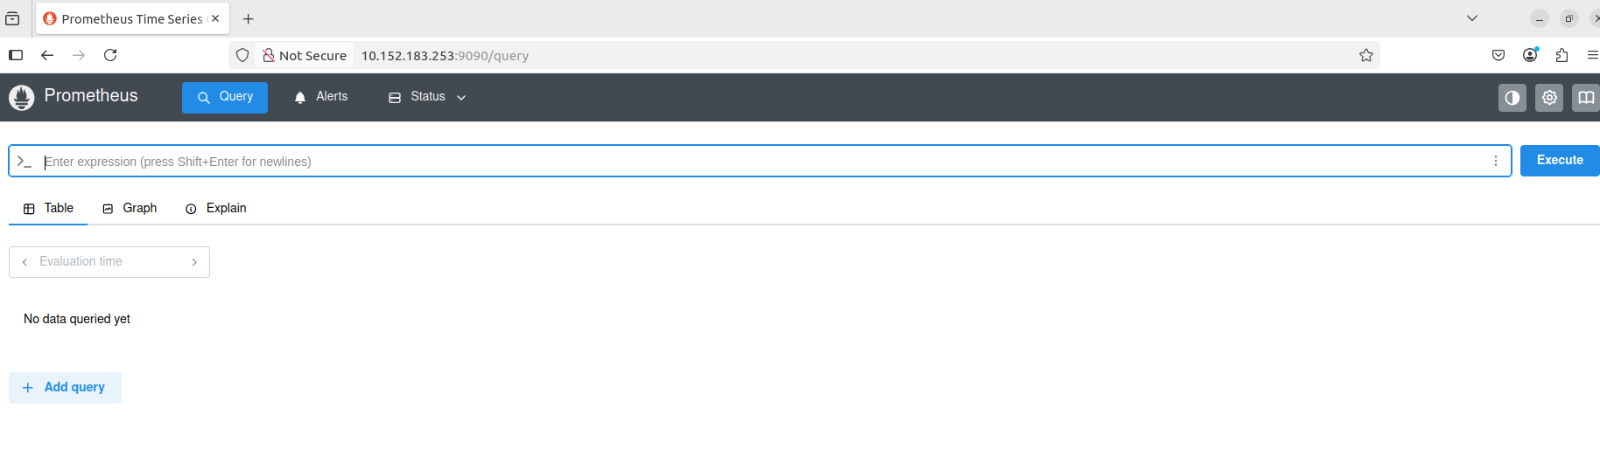 Prometheus Time Series
Not Secure 10.152.183.253:9090/query
Prometheus Query Alerts Status
Enter expression (press Shift+Enter for newlines) Execute
Table Graph Explain
Evaluation time
No data queried yet
Add query